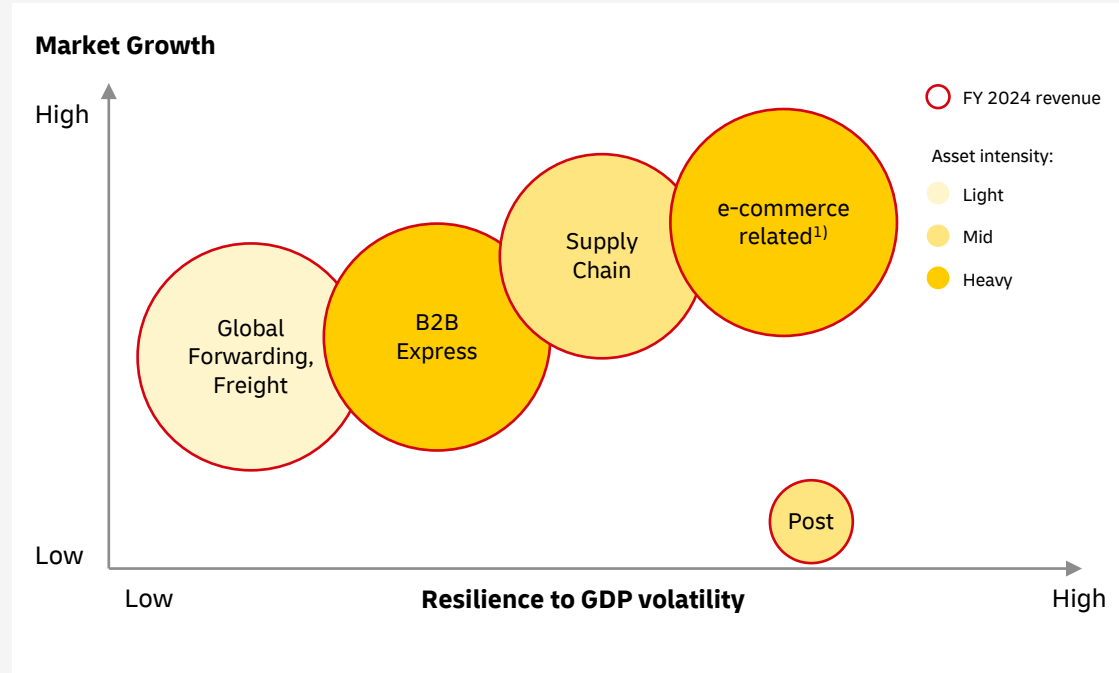 Market Growth
High
FY 2024 revenue
Asset intensity:
Light
Mid
Heavy
e-commerce
related¹⁾
Supply
Chain
B2B
Express
Global
Forwarding,
Freight
Post
Low
Low
Resilience to GDP volatility
High